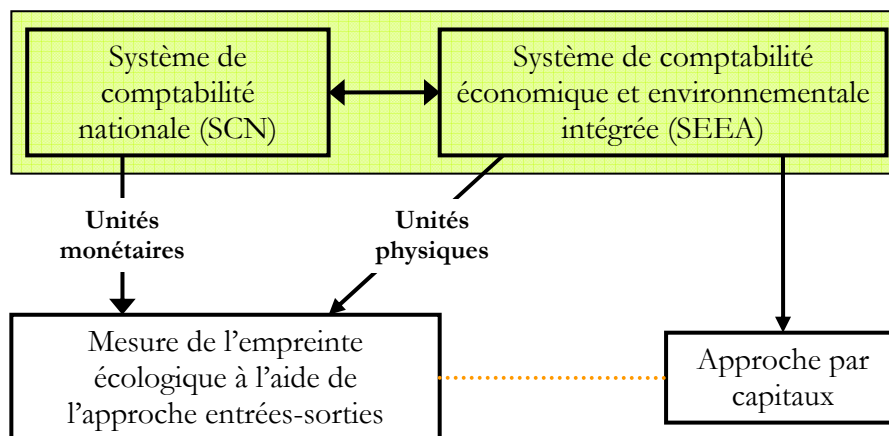 Système de
comptabilité
nationale (SCN)
Système de comptabilité
économique et environnementale
intégrée (SEEA)
Unités
monétaires
Unités
physiques
Mesure de l’empreinte
écologique à l’aide de
l’approche entrées-sorties
Approche par
capitaux